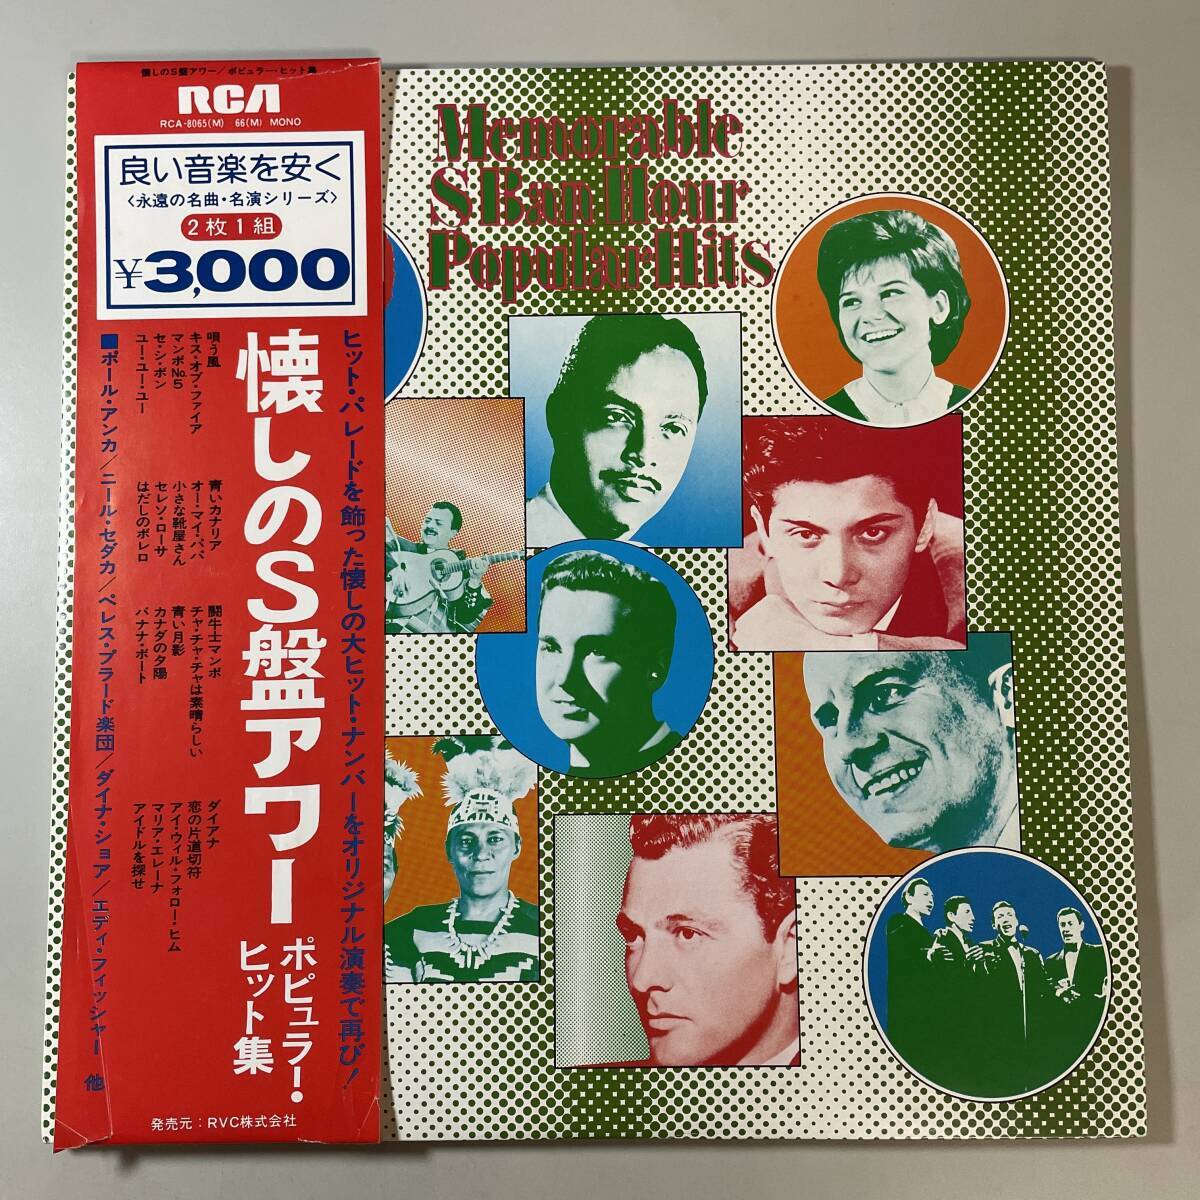 懐しのS盤アワー/ポピュラー・ヒット集
RCA
RCA-8065(M) 66(M) MONO
良い音楽を安く
〈永遠の名曲・名演シリーズ〉
2枚1組
¥3,000
ヒット・パレードを飾った懐しの大ヒット・ナンバーをオリジナル演奏で再び!
懐しのS盤アワー
ポピュラー・
ヒット集
唄う風
キス・オブ・ファイア
マンボNo.5
セ・シ・ボン
ユー・ユー・ユー
青いカナリア
オー・マイ・パパ
小さな靴屋さん
セレソ・ローサ
はだしのボレロ
闘牛士マンボ
チャ・チャ・チャは素晴らしい
青い月影
カナダの夕陽
バナナ・ボート
ダイアナ
恋の片道切符
アイ・ウィル・フォロー・ヒム
マリア・エレーナ
アイドルを探せ
■ポール・アンカ/ニール・セダカ/ペレス・プラード楽団/ダイナ・ショア/エディ・フィッシャー 他
発売元:RVC株式会社
Memorable
S Ban Hour
Popular Hits